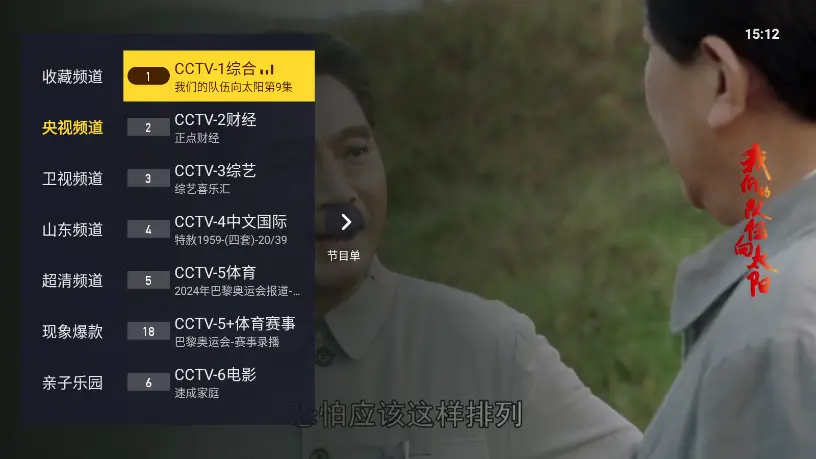 15:12
收藏频道
央视频道
卫视频道
山东频道
超清频道
现象爆款
亲子乐园
1
CCTV-1综合
我们的队伍向太阳第9集
2
CCTV-2财经
正点财经
3
CCTV-3综艺
综艺喜乐汇
4
CCTV-4中文国际
特赦1959-(四套)-20/39
5
CCTV-5体育
2024年巴黎奥运会报道-...
18
CCTV-5+体育赛事
巴黎奥运会-赛事录播
6
CCTV-6电影
速成家庭
节目单
我们的队伍向太阳
恐怕应该这样排列